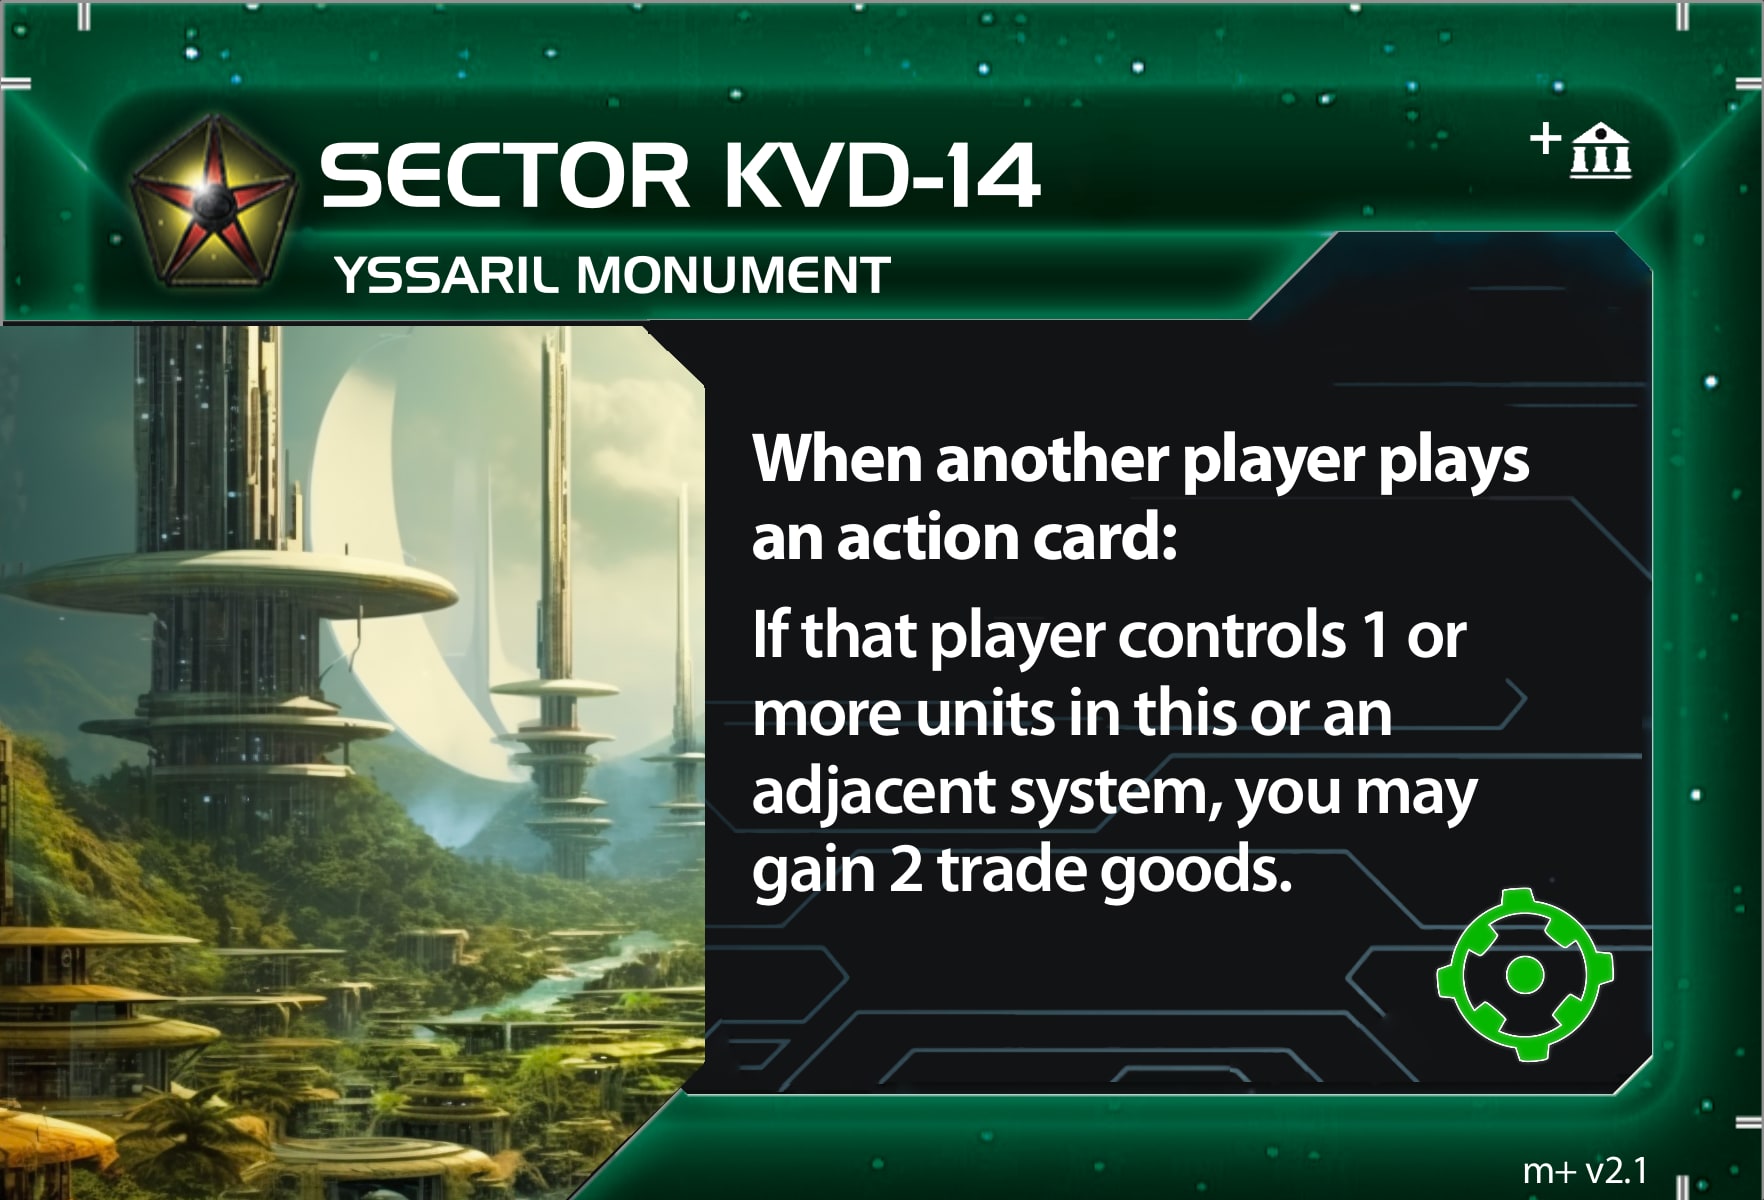 SECTOR KVD-14
+
YSSARIL MONUMENT
When another player plays
an action card:
If that player controls 1 or
more units in this or an
adjacent system, you may
gain 2 trade goods.
m+ v2.1